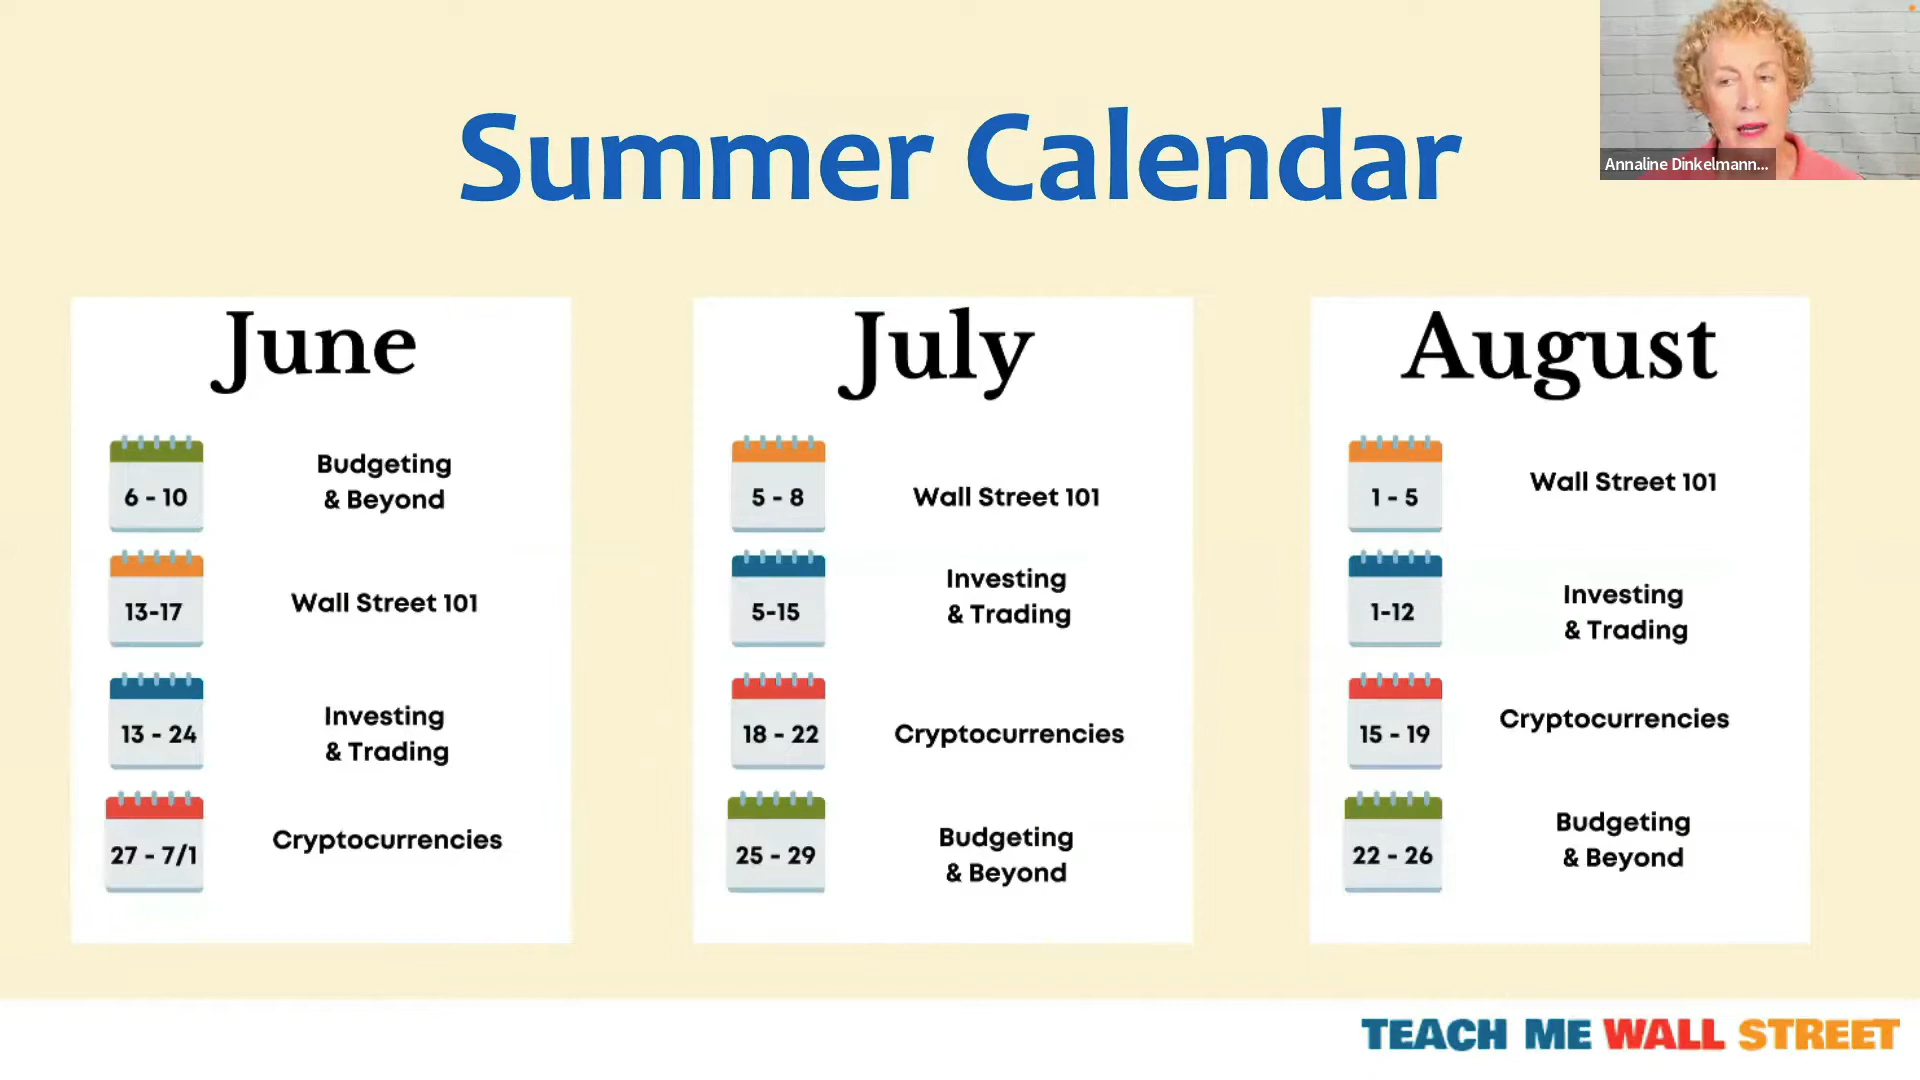 Summer Calendar
Annaline Dinkelmann...
June
6 - 10
Budgeting
& Beyond
13-17
Wall Street 101
13 - 24
Investing
& Trading
27 - 7/1
Cryptocurrencies
July
5 - 8
Wall Street 101
5-15
Investing
& Trading
18 - 22
Cryptocurrencies
25 - 29
Budgeting
& Beyond
August
1 - 5
Wall Street 101
1-12
Investing
& Trading
15 - 19
Cryptocurrencies
22 - 26
Budgeting
& Beyond
TEACH ME WALL STREET